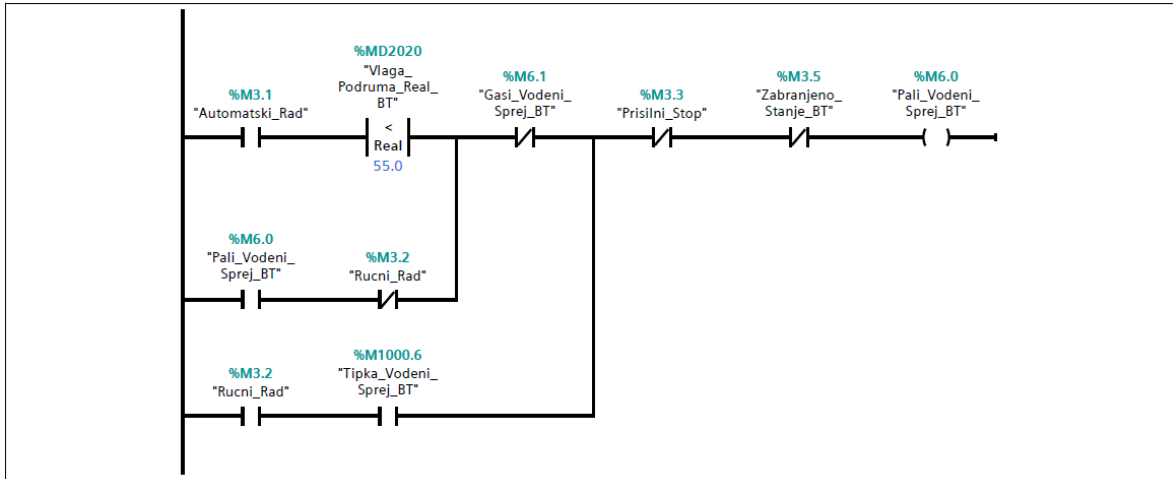 %MD2020
"Vlaga_
Podruma_Real_
BT"
%M3.1
"Automatski_Rad"
<
Real
55.0
%M6.1
"Gasi_Vodeni_
Sprej_BT"
%M3.3
"Prisilni_Stop"
%M3.5
"Zabranjeno_
Stanje_BT"
%M6.0
"Pali_Vodeni_
Sprej_BT"
%M6.0
"Pali_Vodeni_
Sprej_BT"
%M3.2
"Rucni_Rad"
%M3.2
"Rucni_Rad"
%M1000.6
"Tipka_Vodeni_
Sprej_BT"